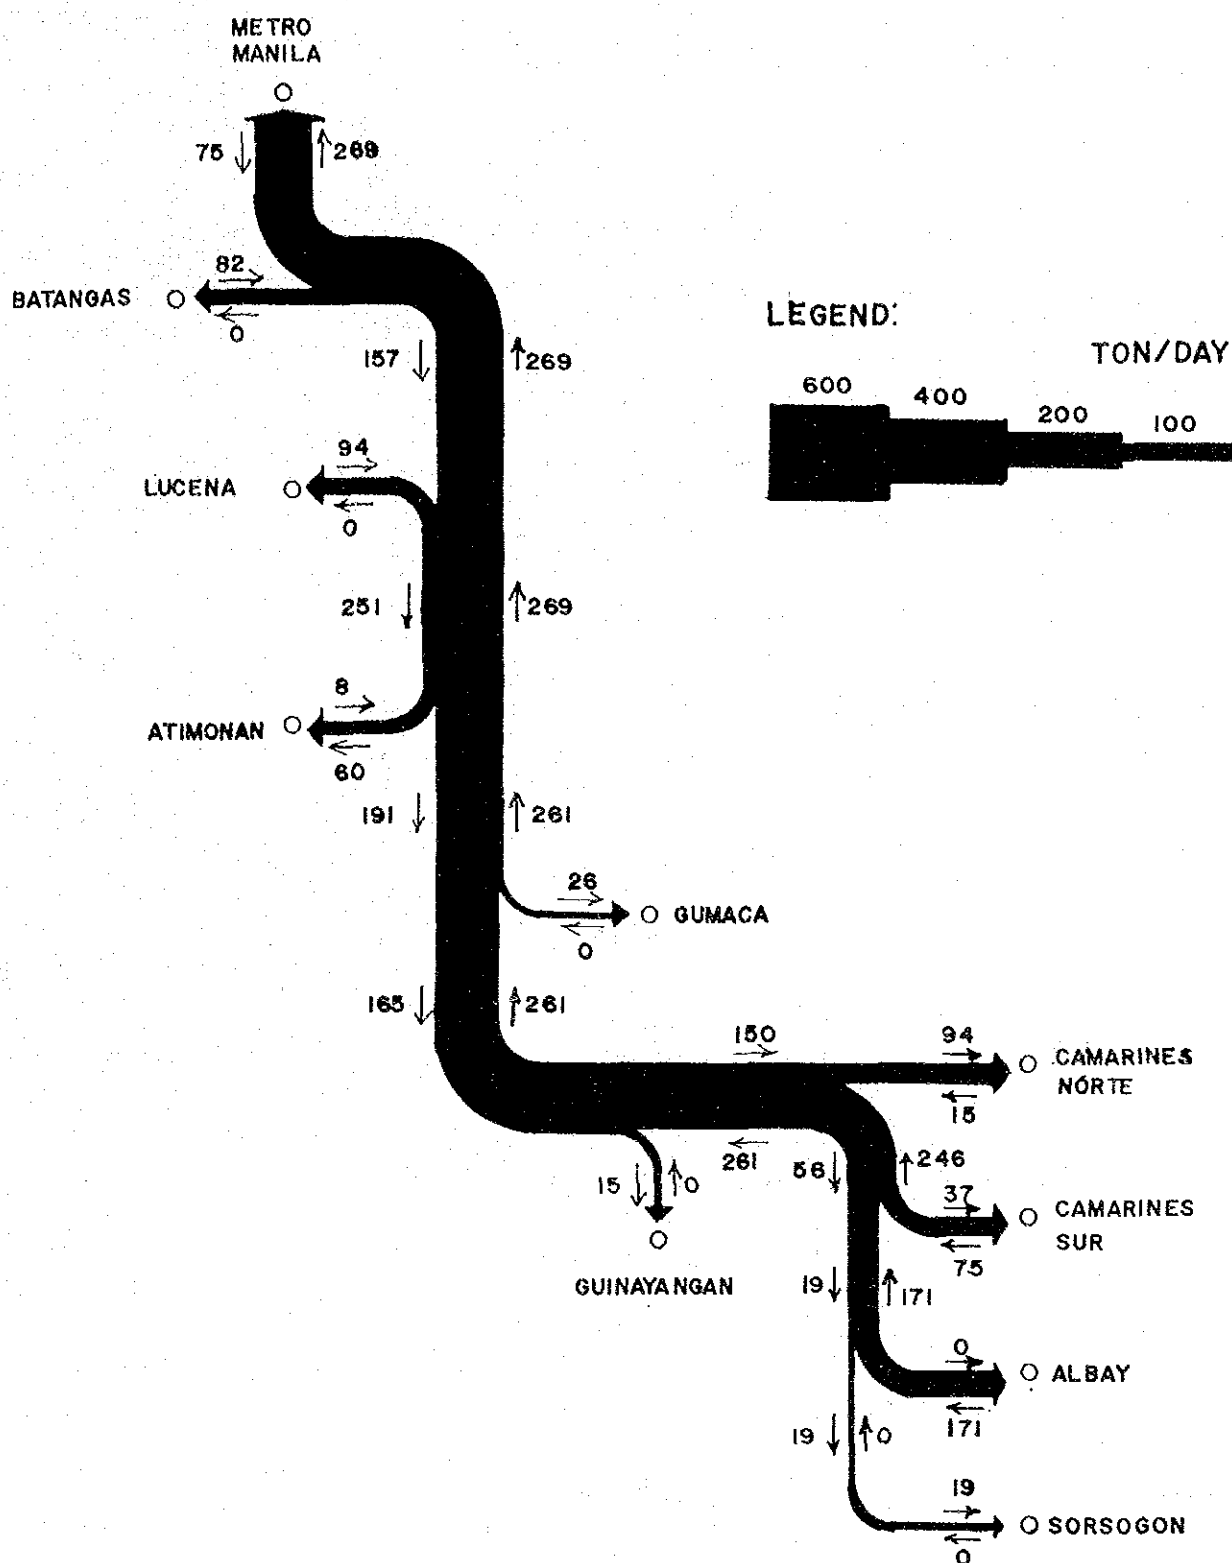 METRO
MANILA
75 269
82
BATANGAS
0
157 269
LEGEND:
TON/DAY
600 400 200 100
94
LUCENA
0
251 269
8
ATIMONAN
60
191 261
26
GUMACA
0
165 261
150
94
CAMARINES
NORTE
15
261
56 246
15 0
37
CAMARINES
SUR
75
GUINAYANGAN
19 171
0
ALBAY
171
19 0
19
SORSOGON
0